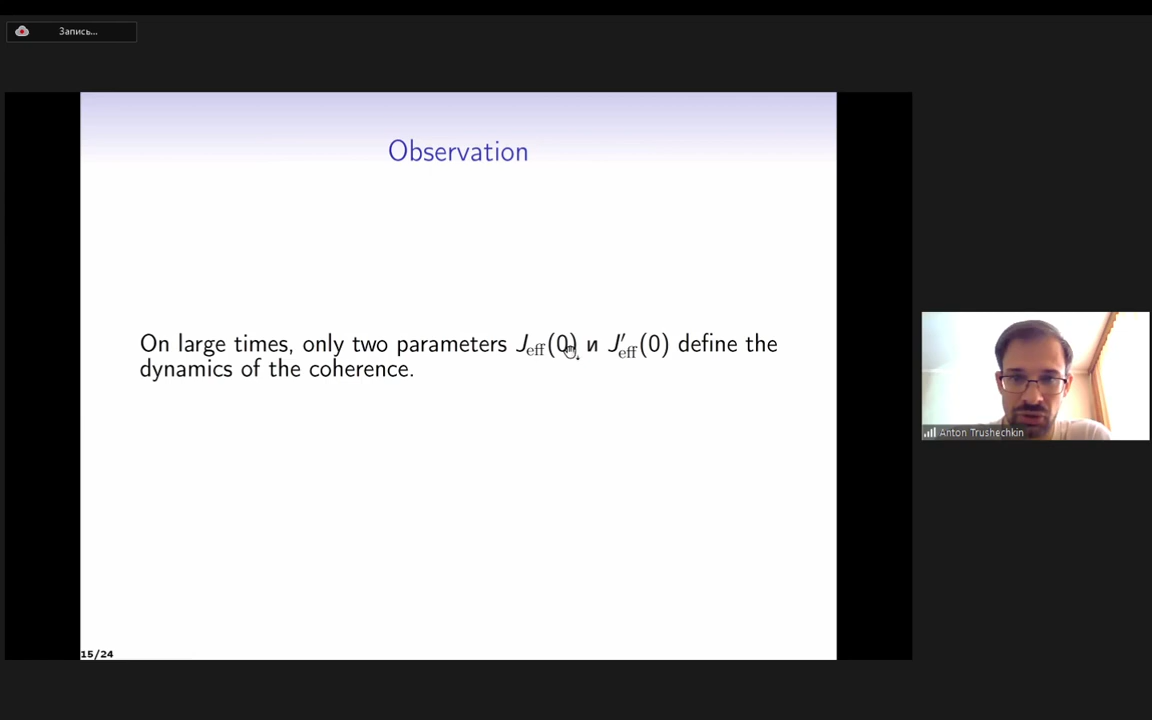 Запись...
Observation
On large times, only two parameters J_eff(0) и J′_eff(0) define the
dynamics of the coherence.
Anton Trushechkin
15/24